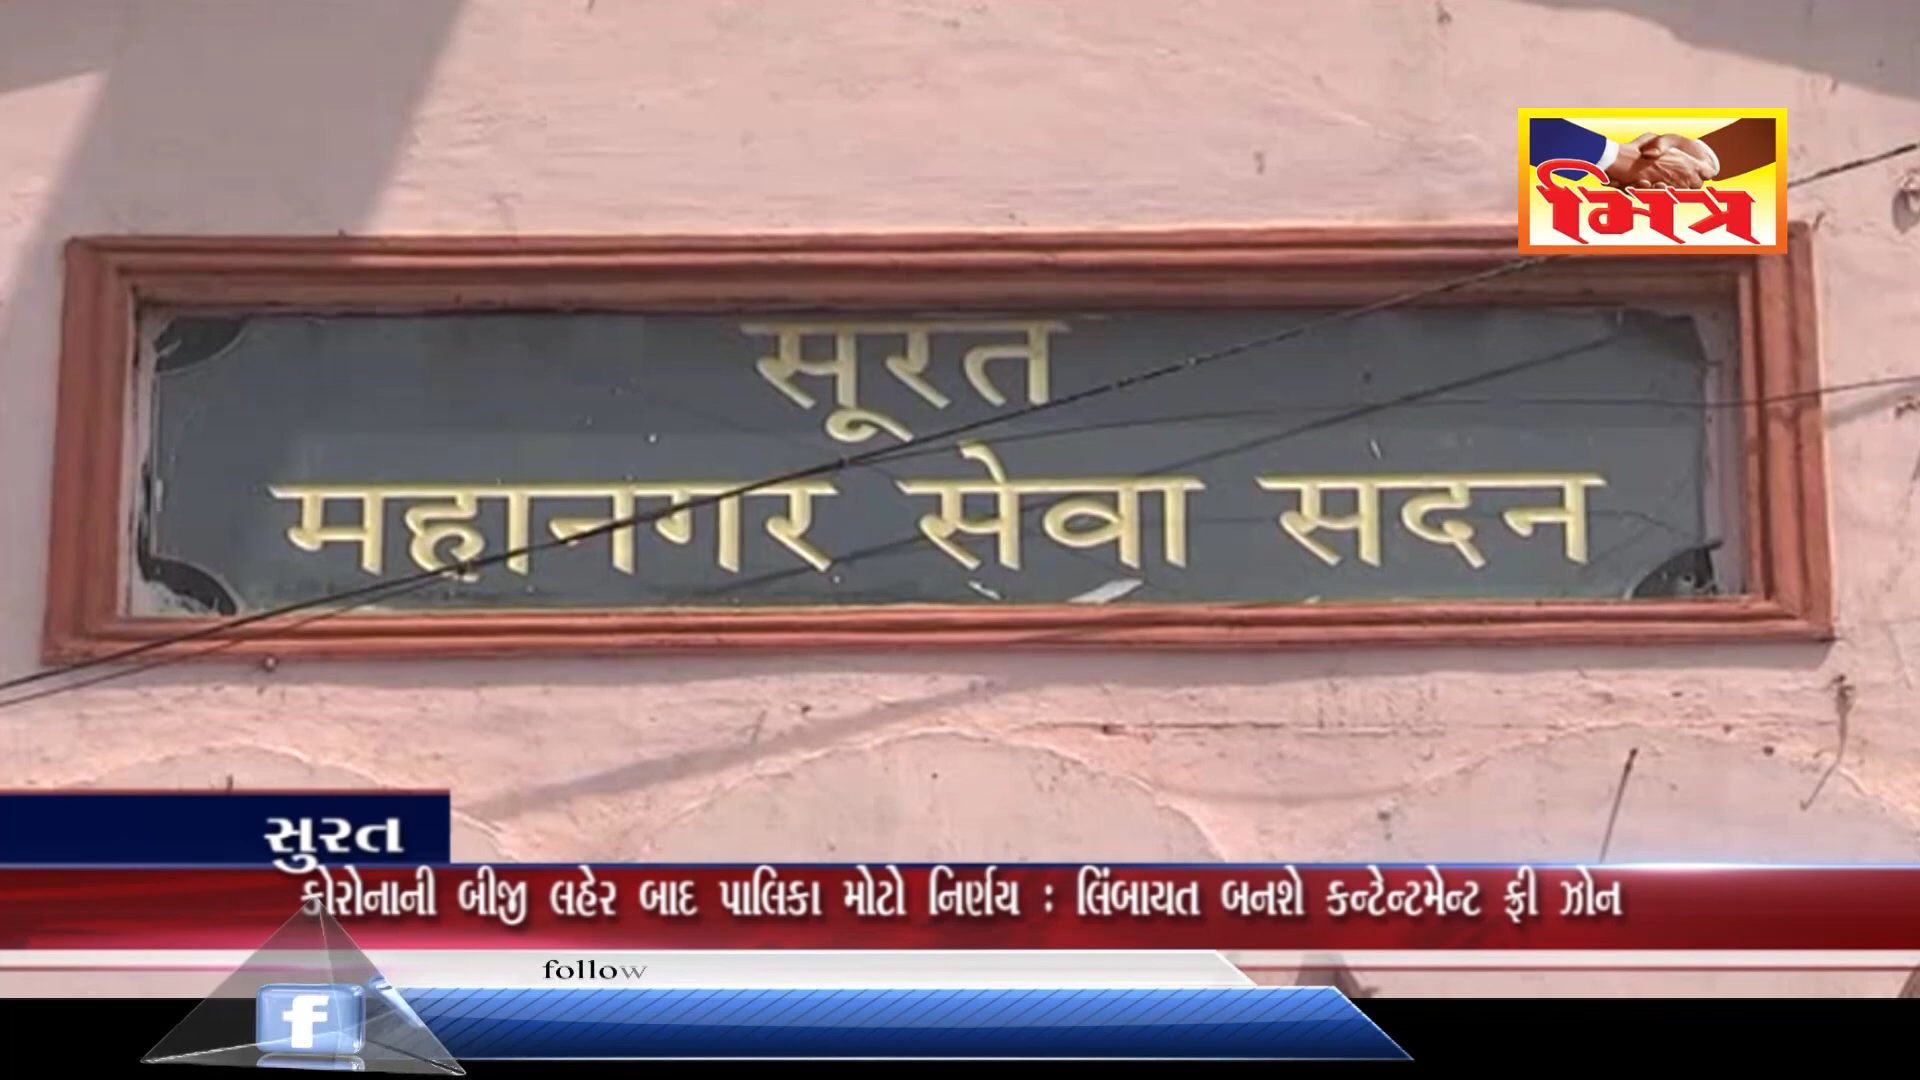 मित्र
सूरत
महानगर सेवा सदन
સુરત
કોરોનાની બીજી લહેર બાદ પાલિકા મોટો નિર્ણય : લિંબાયત બનશે કન્ટેન્ટમેન્ટ ફ્રી ઝોન
follow
f